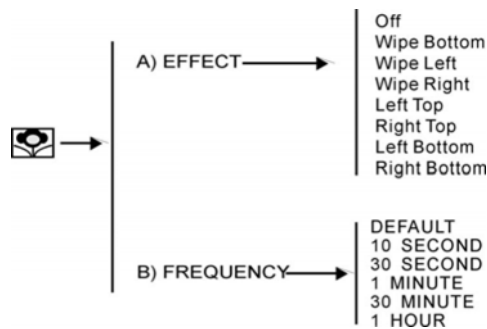 A) EFFECT
Off
Wipe Bottom
Wipe Left
Wipe Right
Left Top
Right Top
Left Bottom
Right Bottom
B) FREQUENCY
DEFAULT
10 SECOND
30 SECOND
1 MINUTE
30 MINUTE
1 HOUR